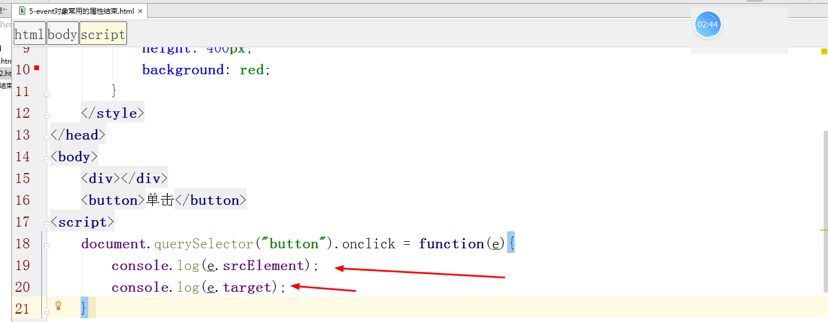 5-event对象常用的属性结束.html ×
02:44
html body script
9 height: 400px;
10 background: red;
11 }
12 </style>
13 </head>
14 <body>
15 <div></div>
16 <button>单击</button>
17 <script>
18 document.querySelector("button").onclick = function(e){
19 console.log(e.srcElement);
20 console.log(e.target);
21 }